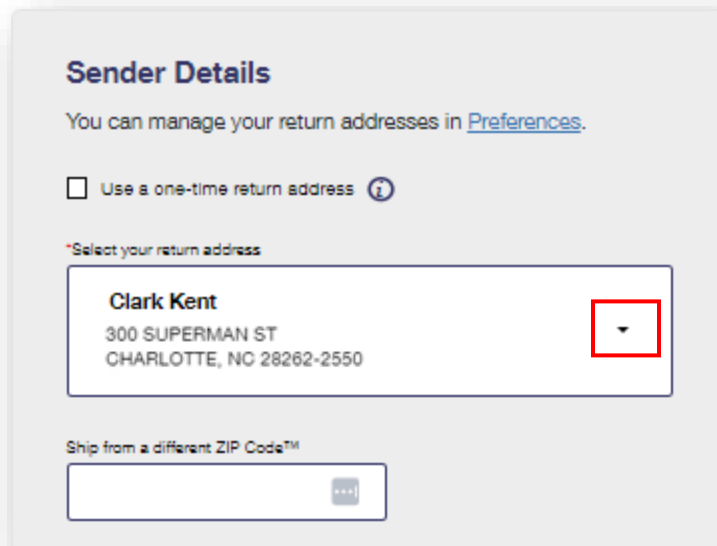 Sender Details
You can manage your return addresses in Preferences.
Use a one-time return address
*Select your return address
Clark Kent
300 SUPERMAN ST
CHARLOTTE, NC 28262-2550
Ship from a different ZIP Code™